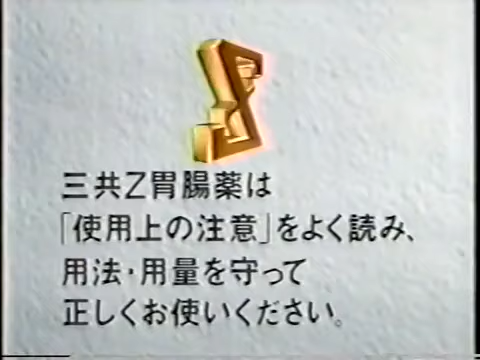 三共Z胃腸薬は
「使用上の注意」をよく読み、
用法・用量を守って
正しくお使いください。